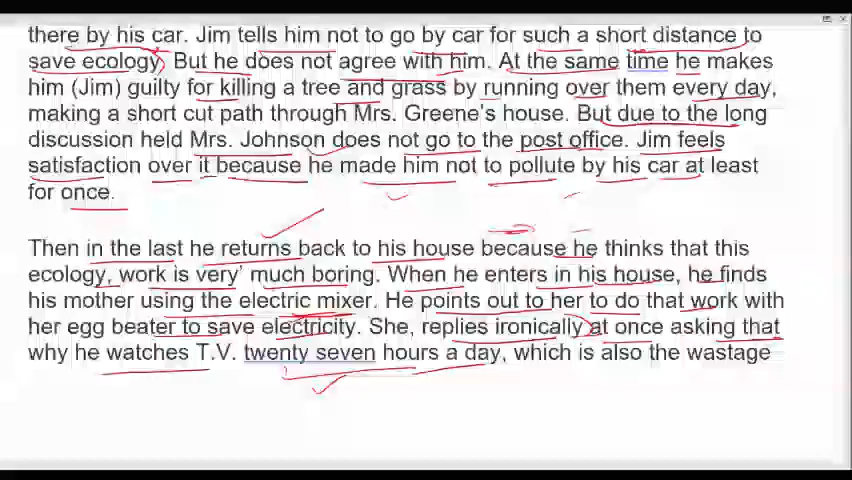 there by his car. Jim tells him not to go by car for such a short distance to
save ecology. But he does not agree with him. At the same time he makes
him (Jim) guilty for killing a tree and grass by running over them every day,
making a short cut path through Mrs. Greene's house. But due to the long
discussion held Mrs. Johnson does not go to the post office. Jim feels
satisfaction over it because he made him not to pollute by his car at least
for once.
Then in the last he returns back to his house because he thinks that this
ecology, work is very' much boring. When he enters in his house, he finds
his mother using the electric mixer. He points out to her to do that work with
her egg beater to save electricity. She, replies ironically at once asking that
why he watches T.V. twenty seven hours a day, which is also the wastage